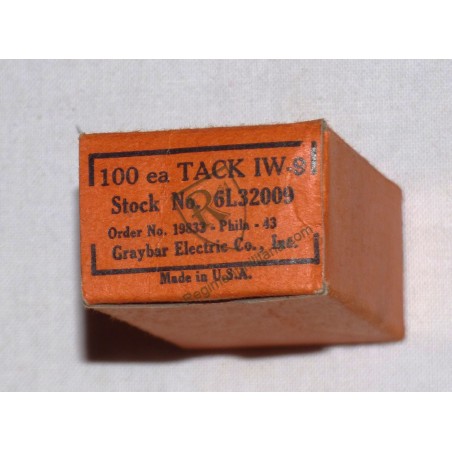 100 ea TACK IW-8
Stock No. 6L32009
Order No. 19833 - Phila - 43
Graybar Electric Co., Inc.
Made in U.S.A.